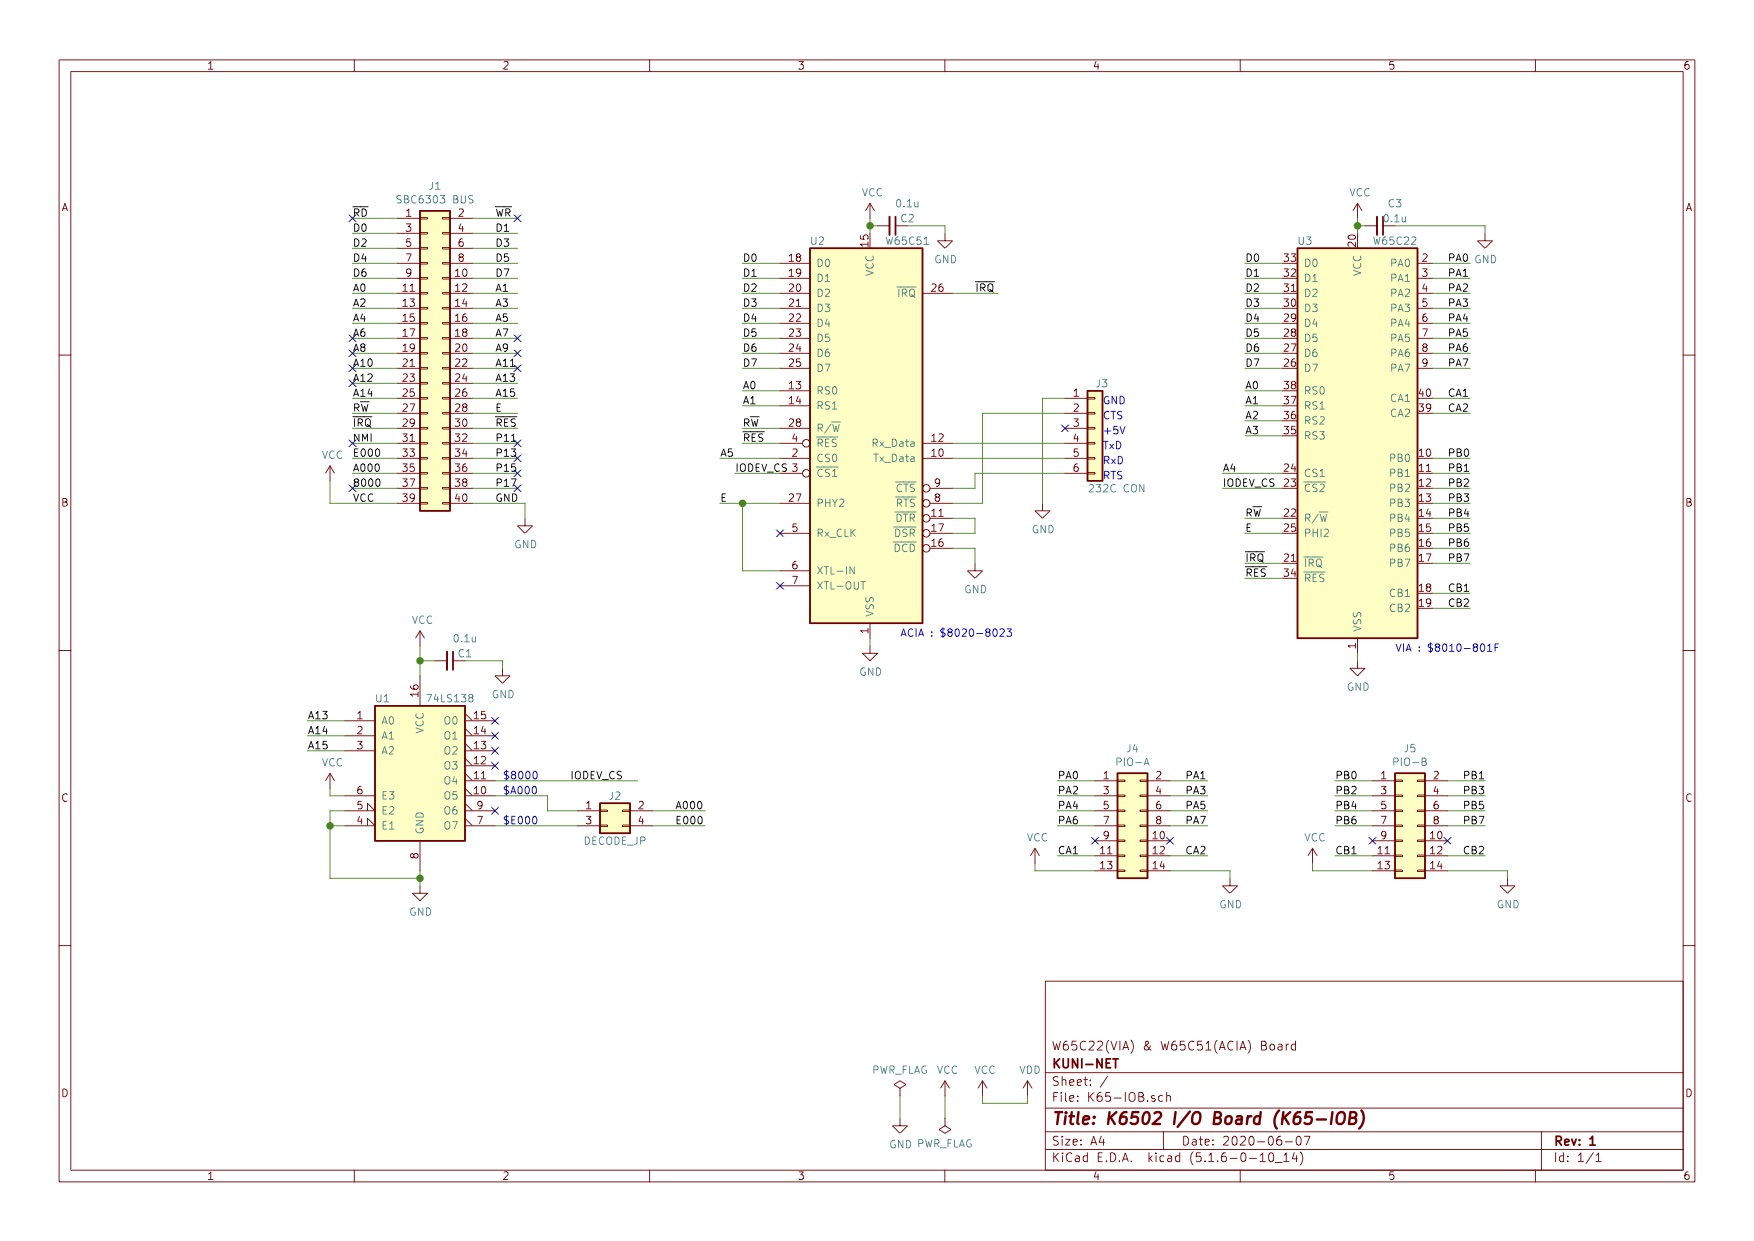 1 2 3 4 5 6
A
B
C
D
J1
SBC6303 BUS
RD 1 2 WR
D0 3 4 D1
D2 5 6 D3
D4 7 8 D5
D6 9 10 D7
A0 11 12 A1
A2 13 14 A3
A4 15 16 A5
A6 17 18 A7
A8 19 20 A9
A10 21 22 A11
A12 23 24 A13
A14 25 26 A15
RW 27 28 E
IRQ 29 30 RES
NMI 31 32 P11
E000 33 34 P13
A000 35 36 P15
8000 37 38 P17
VCC 39 40 GND
VCC
GND
VCC
0.1u
C2
GND
U2 W65C51
15
VCC
D0 18 D0
D1 19 D1
D2 20 D2
D3 21 D3
D4 22 D4
D5 23 D5
D6 24 D6
D7 25 D7
A0 13 RS0
A1 14 RS1
RW 28 R/W
RES 4 RES
A5 2 CS0
IODEV_CS 3 CS1
E 27 PHY2
5 Rx_CLK
6 XTL-IN
7 XTL-OUT
IRQ 26 IRQ
Rx_Data 12
Tx_Data 10
CTS 9
RTS 8
DTR 11
DSR 17
DCD 16
GND
VSS
1
GND
ACIA : $8020-8023
J3
1 GND
2 CTS
3 +5V
4 TxD
5 RxD
6 RTS
232C CON
GND
VCC
C3
0.1u
GND
U3 W65C22
20
VCC
D0 33 D0
D1 32 D1
D2 31 D2
D3 30 D3
D4 29 D4
D5 28 D5
D6 27 D6
D7 26 D7
A0 38 RS0
A1 37 RS1
A2 36 RS2
A3 35 RS3
A4 24 CS1
IODEV_CS 23 CS2
RW 22 R/W
E 25 PHI2
IRQ 21 IRQ
RES 34 RES
PA0 2 PA0
PA1 3 PA1
PA2 4 PA2
PA3 5 PA3
PA4 6 PA4
PA5 7 PA5
PA6 8 PA6
PA7 9 PA7
CA1 40 CA1
CA2 39 CA2
PB0 10 PB0
PB1 11 PB1
PB2 12 PB2
PB3 13 PB3
PB4 14 PB4
PB5 15 PB5
PB6 16 PB6
PB7 17 PB7
CB1 18 CB1
CB2 19 CB2
VSS
1
GND
VIA : $8010-801F
VCC
0.1u
C1
GND
16
U1 74LS138
VCC
A13 1 A0
A14 2 A1
A15 3 A2
VCC
6 E3
5 E2
4 E1
O0 15
O1 14
O2 13
O3 12
O4 11 $8000 IODEV_CS
O5 10 $A000
O6 9
O7 7 $E000
GND
8
GND
J2
1 2 A000
3 4 E000
DECODE_JP
J4
PIO-A
PA0 1 2 PA1
PA2 3 4 PA3
PA4 5 6 PA5
PA6 7 8 PA7
9 10
CA1 11 12 CA2
13 14
VCC
GND
J5
PIO-B
PB0 1 2 PB1
PB2 3 4 PB3
PB4 5 6 PB5
PB6 7 8 PB7
9 10
CB1 11 12 CB2
13 14
VCC
GND
PWR_FLAG VCC VCC VDD
GND PWR_FLAG
W65C22(VIA) & W65C51(ACIA) Board
KUNI-NET
Sheet: /
File: K65-IOB.sch
Title: K6502 I/O Board (K65-IOB)
Size: A4 Date: 2020-06-07 Rev: 1
KiCad E.D.A. kicad (5.1.6-0-10_14) Id: 1/1
A
B
C
D
1 2 3 4 5 6